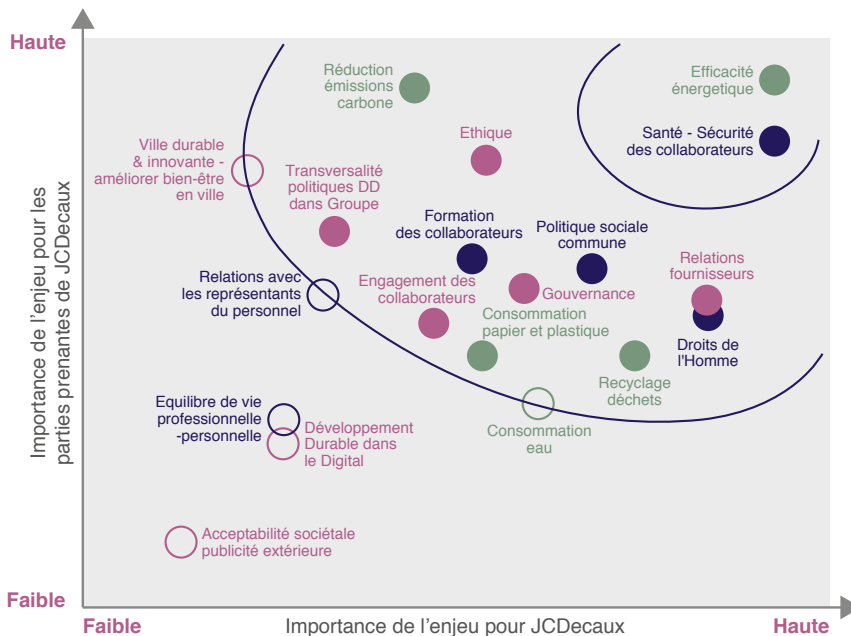 Haute
Réduction
émissions
carbone
Efficacité
énergetique
Ethique
Santé - Sécurité
des collaborateurs
Ville durable
& innovante -
améliorer bien-être
en ville
Transversalité
politiques DD
dans Groupe
Formation
des collaborateurs
Politique sociale
commune
Relations
fournisseurs
Relations avec
les représentants
du personnel
Engagement des
collaborateurs
Gouvernance
Consommation
papier et plastique
Droits de
l'Homme
Recyclage
déchets
Consommation
eau
Equilibre de vie
professionnelle
-personnelle
Développement
Durable dans
le Digital
Acceptabilité sociétale
publicité extérieure
Importance de l'enjeu pour les
parties prenantes de JCDecaux
Faible
Faible
Importance de l'enjeu pour JCDecaux
Haute